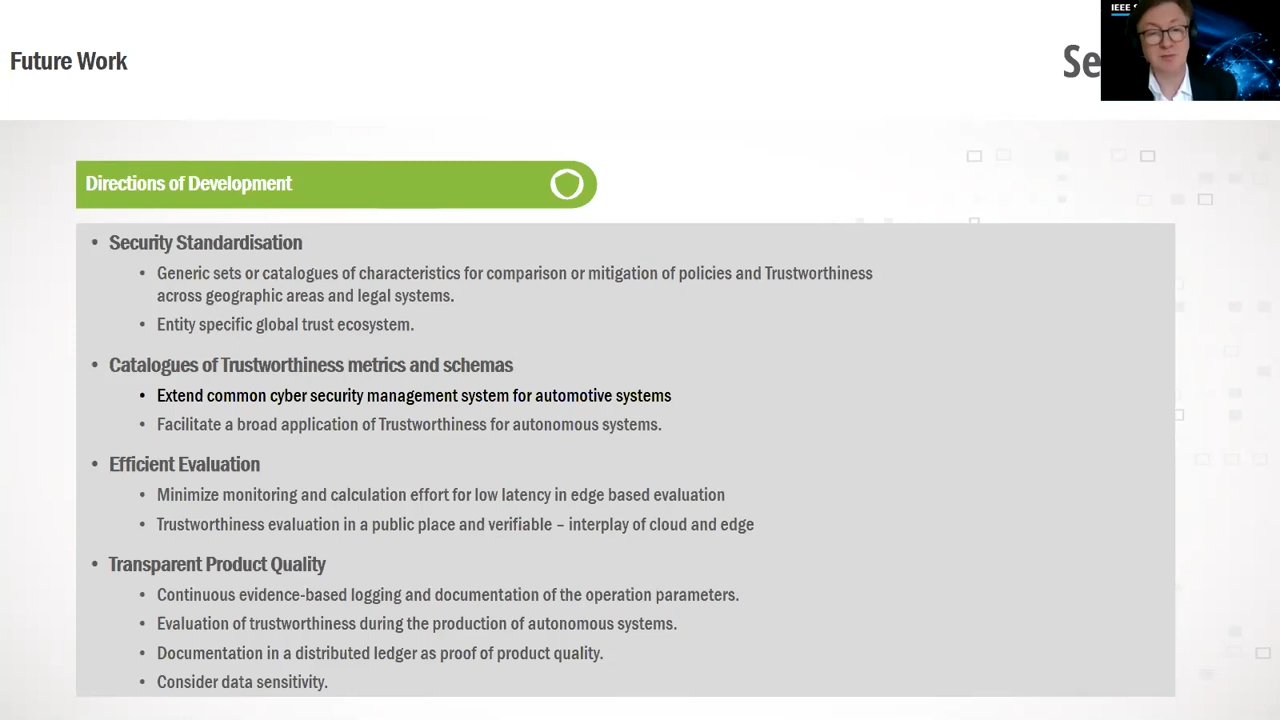 IEEE
Future Work
Se
Directions of Development
• Security Standardisation
• Generic sets or catalogues of characteristics for comparison or mitigation of policies and Trustworthiness
across geographic areas and legal systems.
• Entity specific global trust ecosystem.
• Catalogues of Trustworthiness metrics and schemas
• Extend common cyber security management system for automotive systems
• Facilitate a broad application of Trustworthiness for autonomous systems.
• Efficient Evaluation
• Minimize monitoring and calculation effort for low latency in edge based evaluation
• Trustworthiness evaluation in a public place and verifiable – interplay of cloud and edge
• Transparent Product Quality
• Continuous evidence-based logging and documentation of the operation parameters.
• Evaluation of trustworthiness during the production of autonomous systems.
• Documentation in a distributed ledger as proof of product quality.
• Consider data sensitivity.